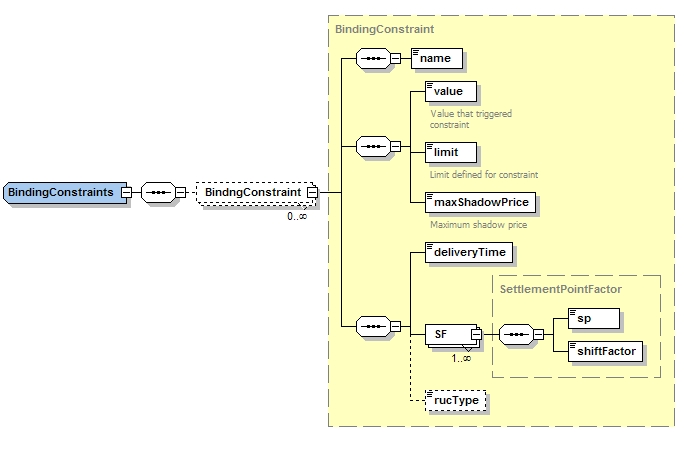 BindingConstraint
name
value
Value that triggered
constraint
limit
Limit defined for constraint
BindingConstraints
BindngConstraint
0..∞
maxShadowPrice
Maximum shadow price
deliveryTime
SettlementPointFactor
sp
SF
1..∞
shiftFactor
rucType